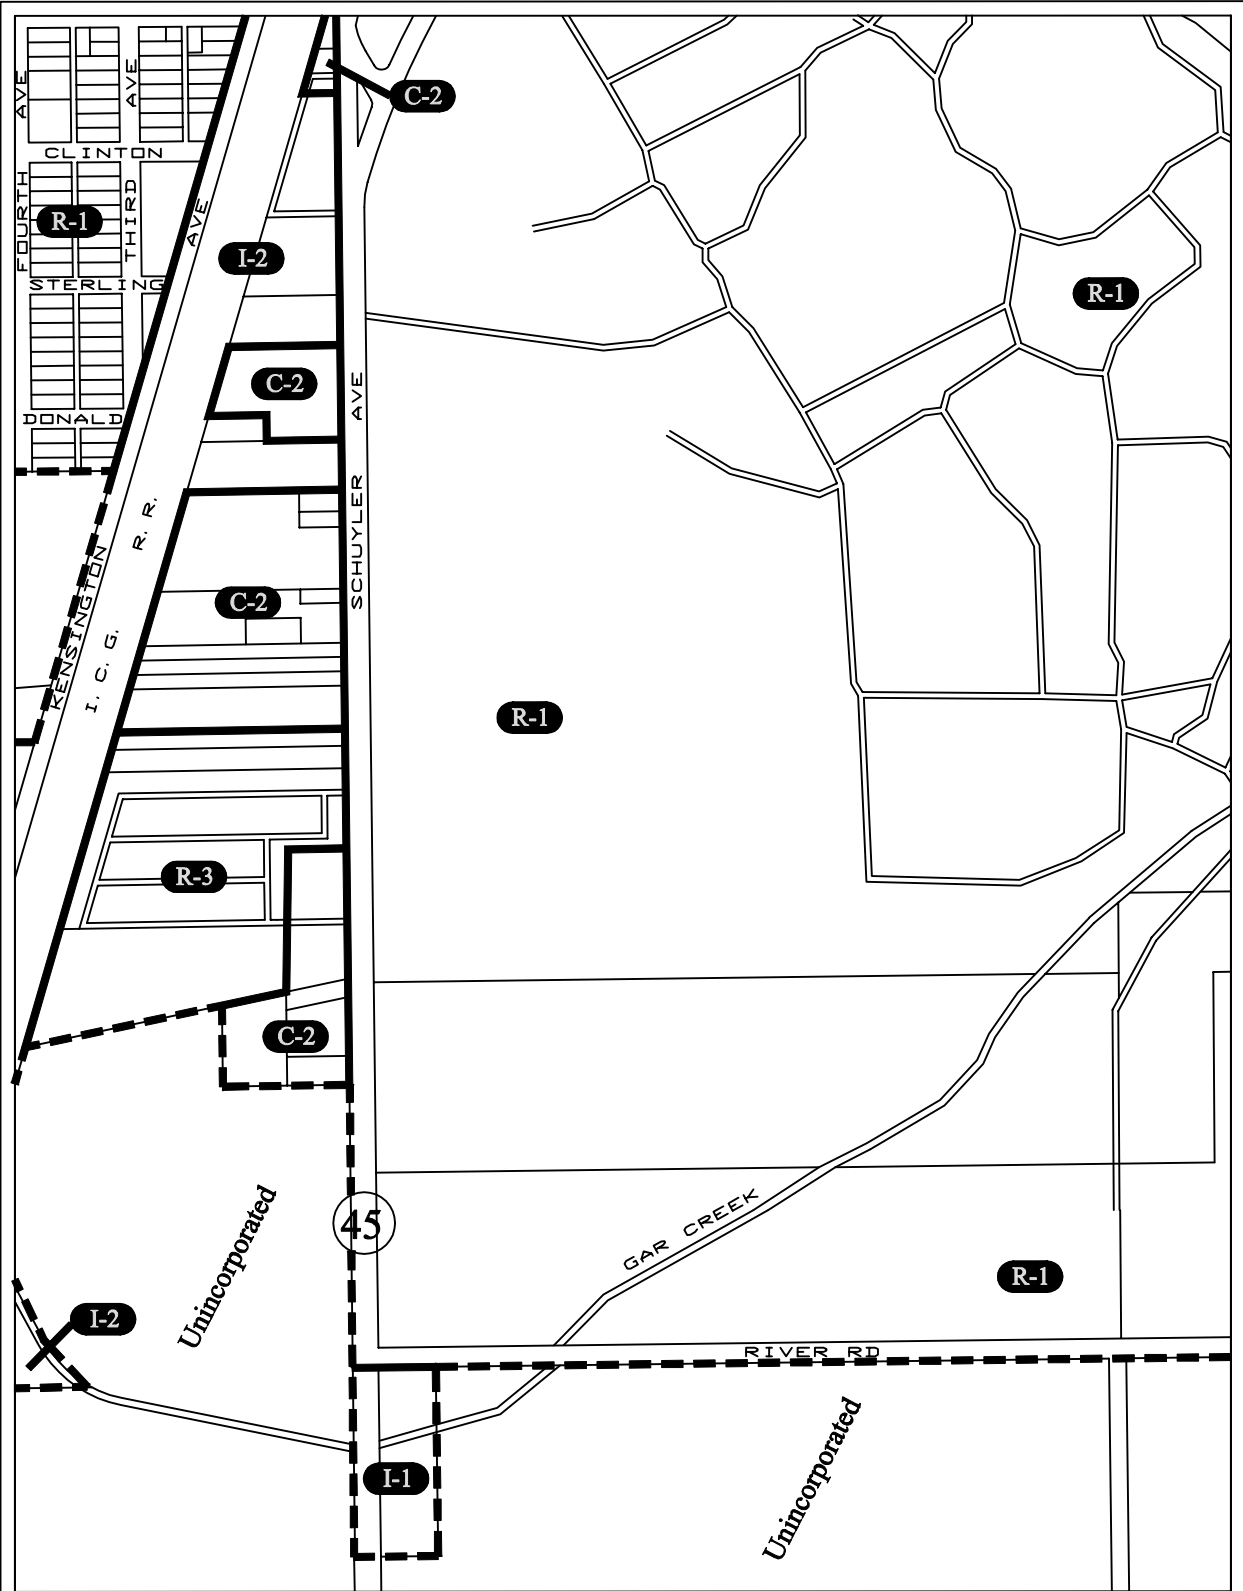 AVE
AVE
C-2
CLINTON
FOURTH
THIRD
R-1
AVE
I-2
STERLING
R-1
C-2
AVE
DONALD
SCHUYLER
R. R.
KENSINGTON
C-2
I. C. G.
R-1
R-3
C-2
Unincorporated
45
GAR CREEK
R-1
I-2
RIVER RD
Unincorporated
I-1